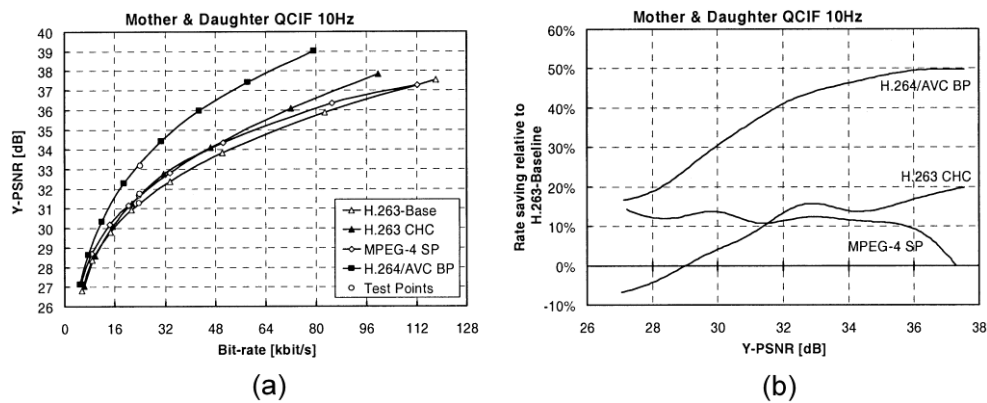 (a)
Mother & Daughter QCIF 10Hz
40
39
38
37
36
35
34
33
32
31
30
29
28
27
26
Y-PSNR [dB]
H.263-Base
H.263 CHC
MPEG-4 SP
H.264/AVC BP
Test Points
0 16 32 48 64 80 96 112 128
Bit-rate [kbit/s]
(a)
(b)
Mother & Daughter QCIF 10Hz
60%
50%
40%
30%
20%
10%
0%
-10%
Rate saving relative to
H.263-Baseline
H.264/AVC BP
H.263 CHC
MPEG-4 SP
26 28 30 32 34 36 38
Y-PSNR [dB]
(b)